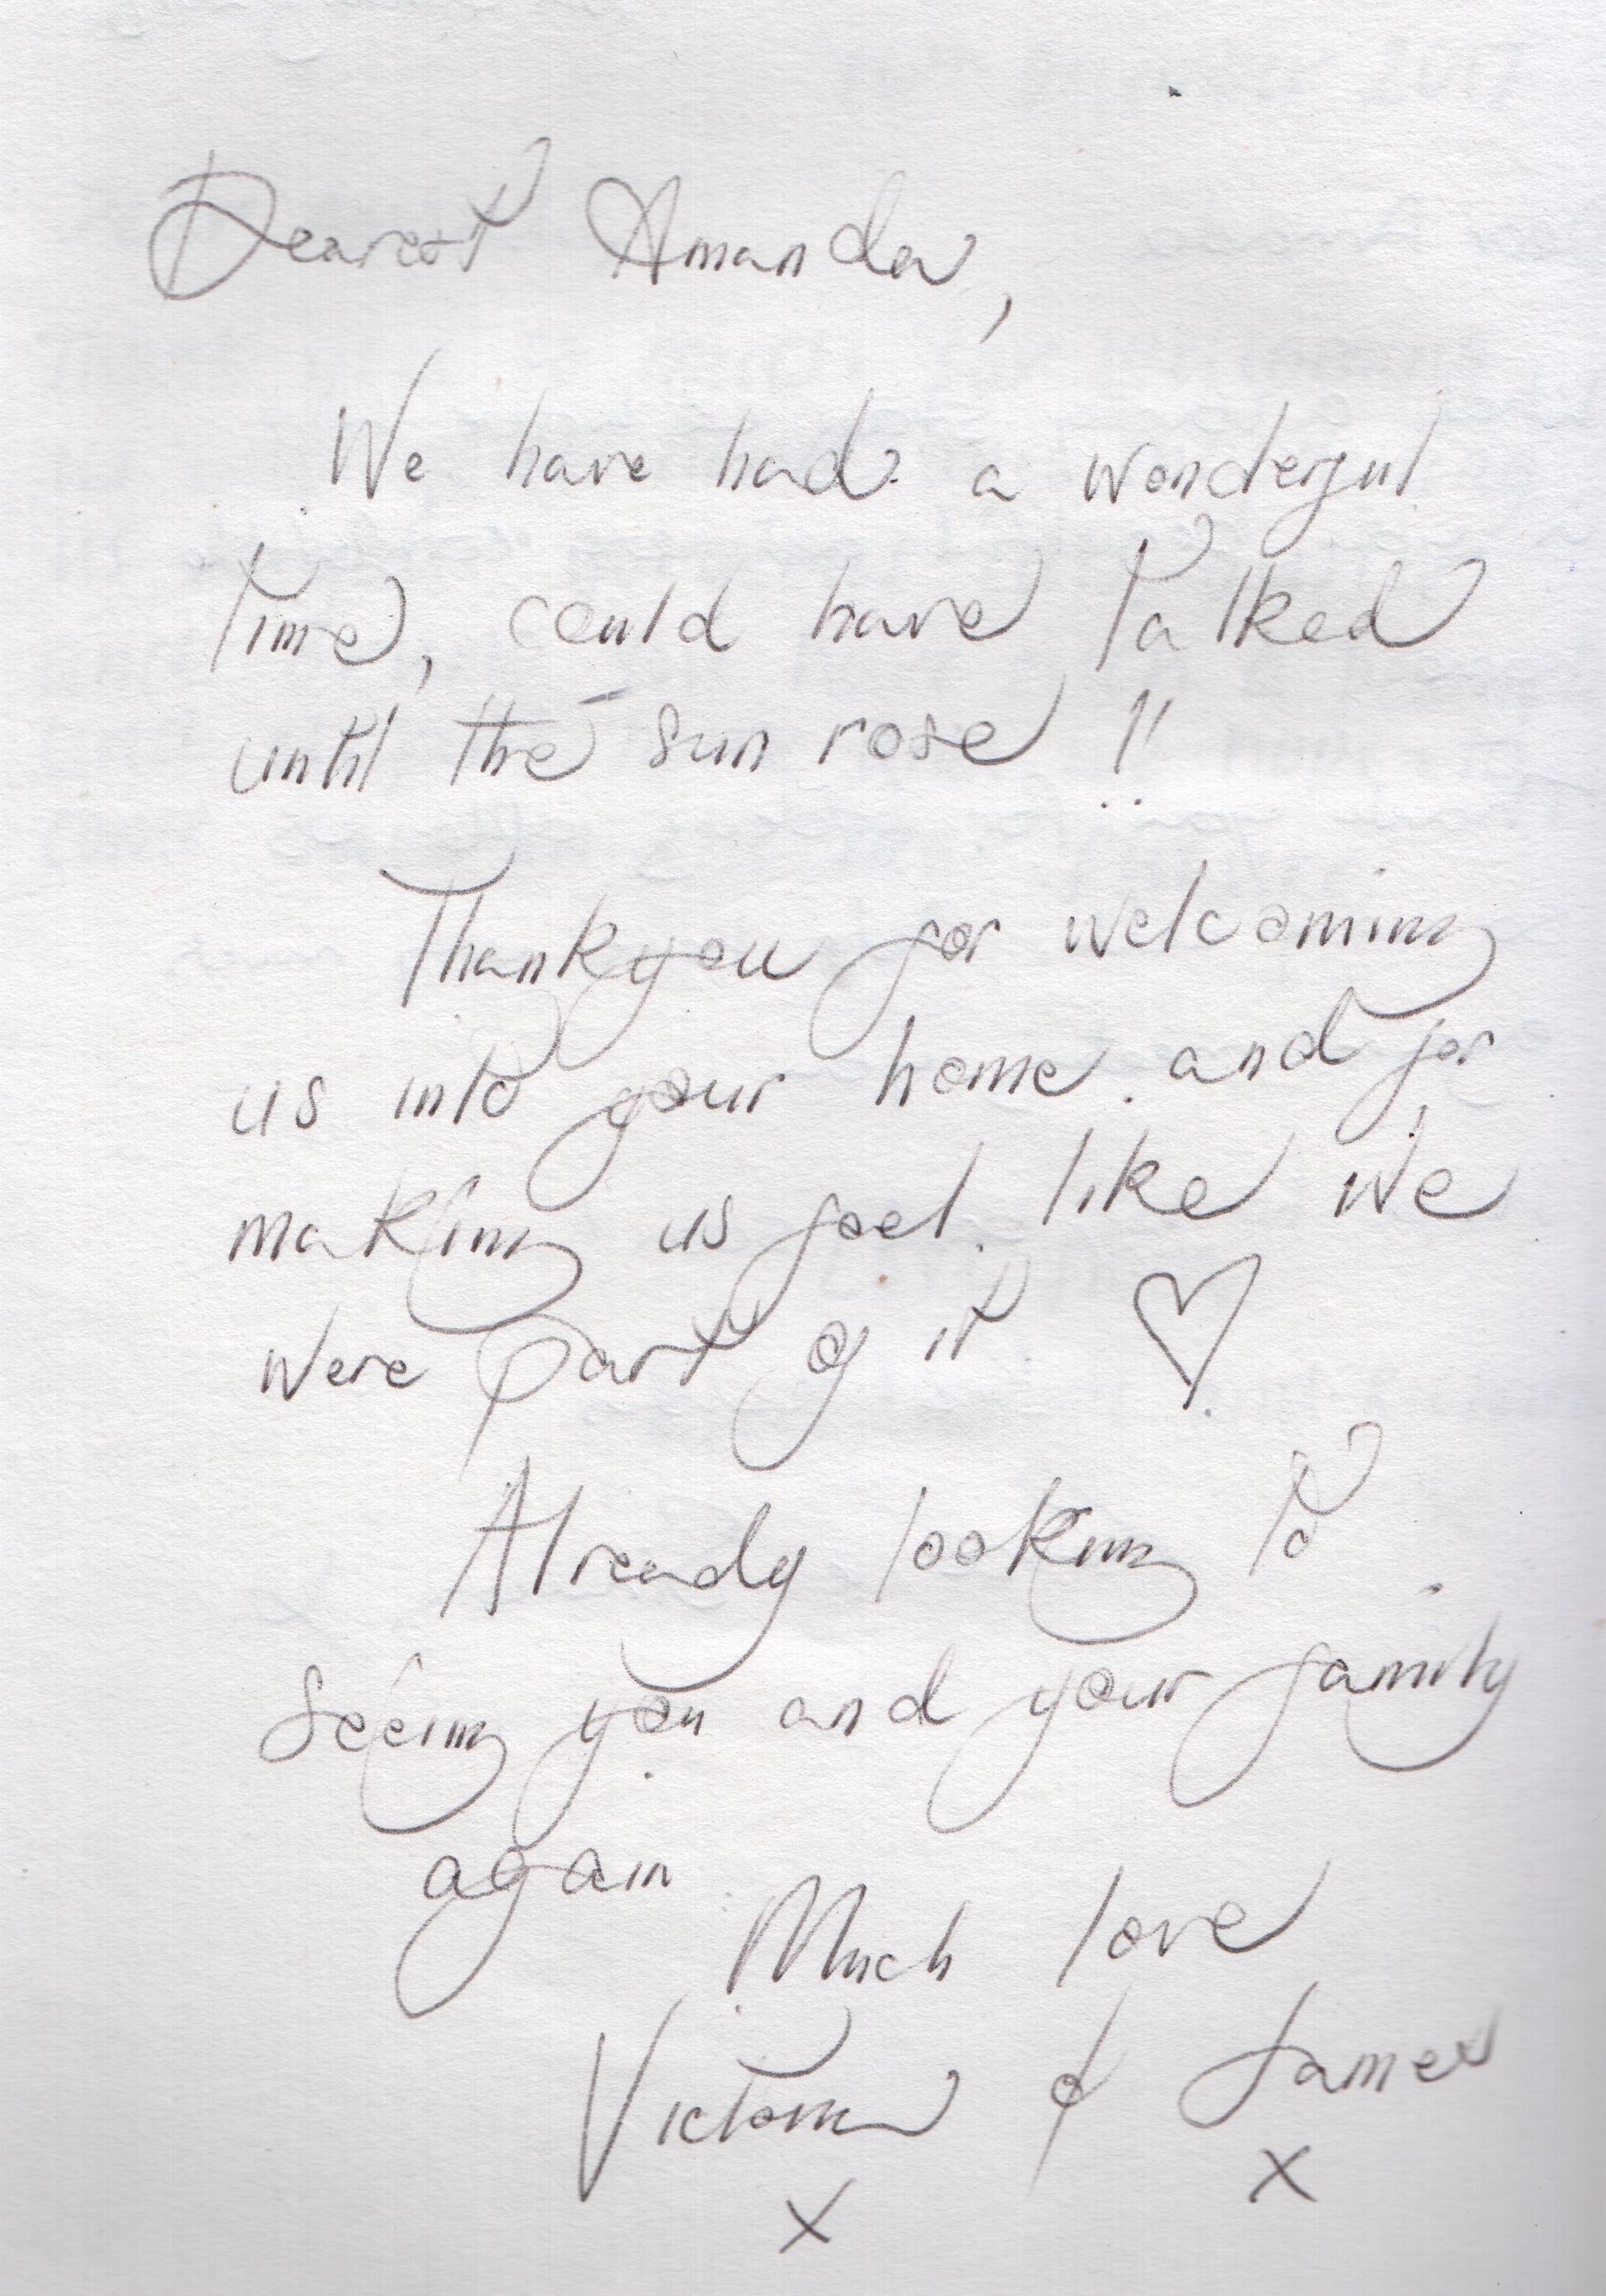 Dearest Amanda,
We have had a wonderful
time, could have talked
until the sun rose !!
Thankyou for welcoming
us into your home and for
making us feel like we
were part of it ♡
Already looking to
seeing you and your family
again
Much love
Victoria & James
x x